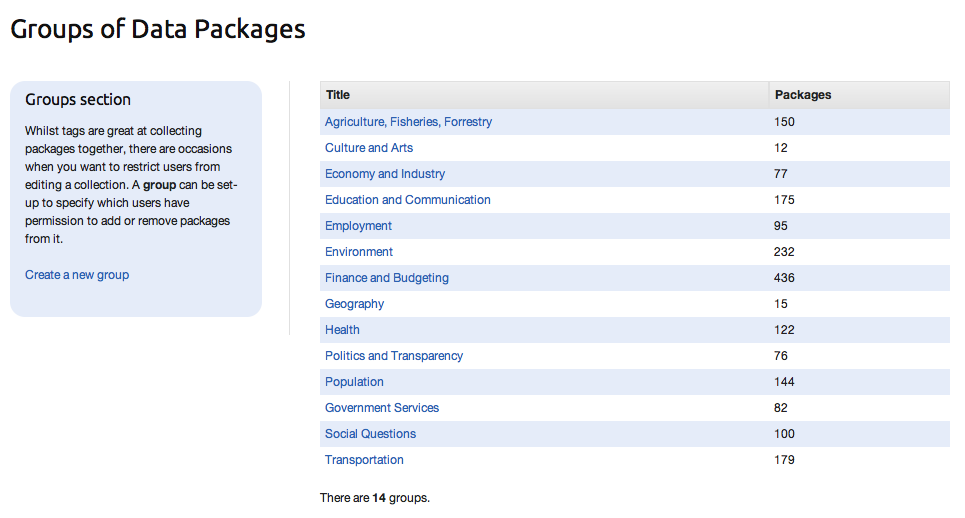 Groups of Data Packages
Groups section
Whilst tags are great at collecting
packages together, there are occasions
when you want to restrict users from
editing a collection. A group can be set-
up to specify which users have
permission to add or remove packages
from it.
Create a new group
Title Packages
Agriculture, Fisheries, Forrestry 150
Culture and Arts 12
Economy and Industry 77
Education and Communication 175
Employment 95
Environment 232
Finance and Budgeting 436
Geography 15
Health 122
Politics and Transparency 76
Population 144
Government Services 82
Social Questions 100
Transportation 179
There are 14 groups.